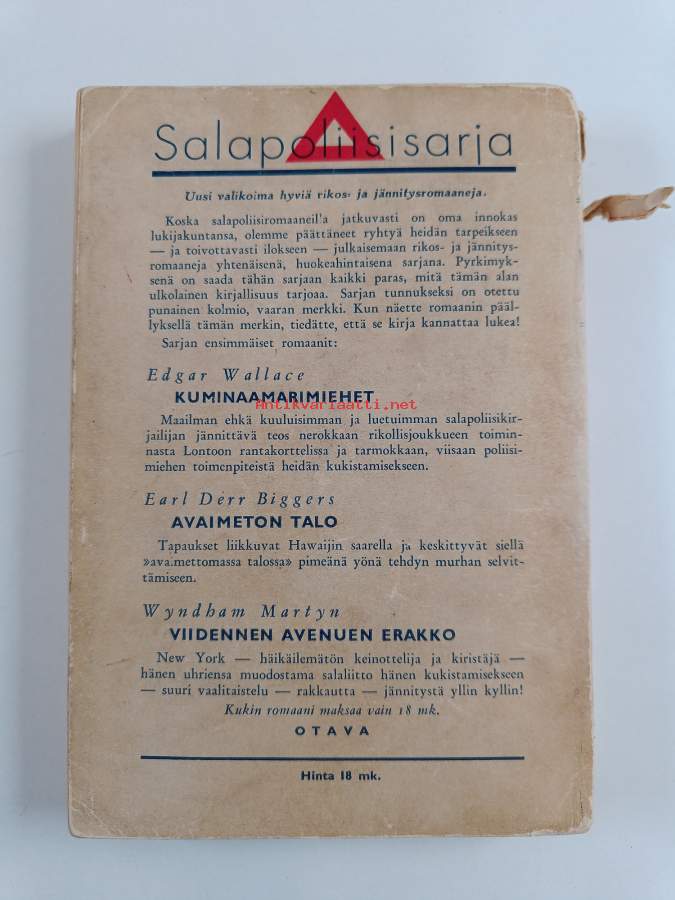 Salapoliisisarja
Uusi valikoima hyviä rikos- ja jännitysromaaneja.
Koska salapoliisiromaaneil'a jatkuvasti on oma innokas
lukijakuntansa, olemme päättäneet ryhtyä heidän tarpeikseen
— ja toivottavasti ilokseen — julkaisemaan rikos- ja jännitys-
romaaneja yhtenäisenä, huokeahintaisena sarjana. Pyrkimyk-
senä on saada tähän sarjaan kaikki paras, mitä tämän alan
ulkolainen kirjallisuus tarjoaa. Sarjan tunnukseksi on otettu
punainen kolmio, vaaran merkki. Kun näette romaanin pääl-
lyksellä tämän merkin, tiedätte, että se kirja kannattaa lukea!
Sarjan ensimmäiset romaanit:
Edgar Wallace
KUMINAAMARIMIEHET
Antikvariaatti.net
Maailman ehkä kuuluisimman ja luetuimman salapoliisikir-
jailijan jännittävä teos nerokkaan rikollisjoukkueen toimin-
nasta Lontoon rantakorttelissa ja tarmokkaan, viisaan poliisi-
miehen toimenpiteistä heidän kukistamisekseen.
Earl Derr Biggers
AVAIMETON TALO
Tapaukset liikkuvat Hawaijin saarella ja keskittyvät siellä
»ava.mettomassa talossa» pimeänä yönä tehdyn murhan selvit-
tämiseen.
Wyndham Martyn
VIIDENNEN AVENUEN ERAKKO
New York — häikäilemätön keinottelija ja kiristäjä —
hänen uhriensa muodostama salaliitto hänen kukistamisekseen
— suuri vaalitaistelu — rakkautta — jännitystä yllin kyllin!
Kukin romaani maksaa vain 18 mk.
OTAVA
Hinta 18 mk.